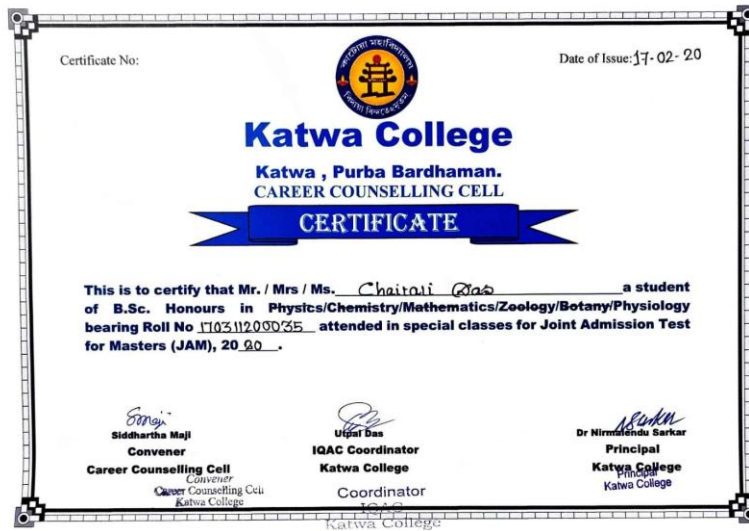 Certificate No:
Date of Issue: 17-02-20
কাটোয়া মহাবিদ্যালয়
Katwa College
Katwa , Purba Bardhaman.
CAREER COUNSELLING CELL
CERTIFICATE
This is to certify that Mr. / Mrs / Ms. Chaitali Das a student
of B.Sc. Honours in Physics/Chemistry/Mathematics/Zoology/Botany/Physiology
bearing Roll No 170311200035 attended in special classes for Joint Admission Test
for Masters (JAM), 2020.
Siddhartha Maji
Convener
Career Counselling Cell
Convener
Career Counselling Cell
Katwa College
Utpal Das
IQAC Coordinator
Katwa College
Coordinator
IQAC
Katwa College
Dr Nirmalendu Sarkar
Principal
Katwa College
Principal
Katwa College